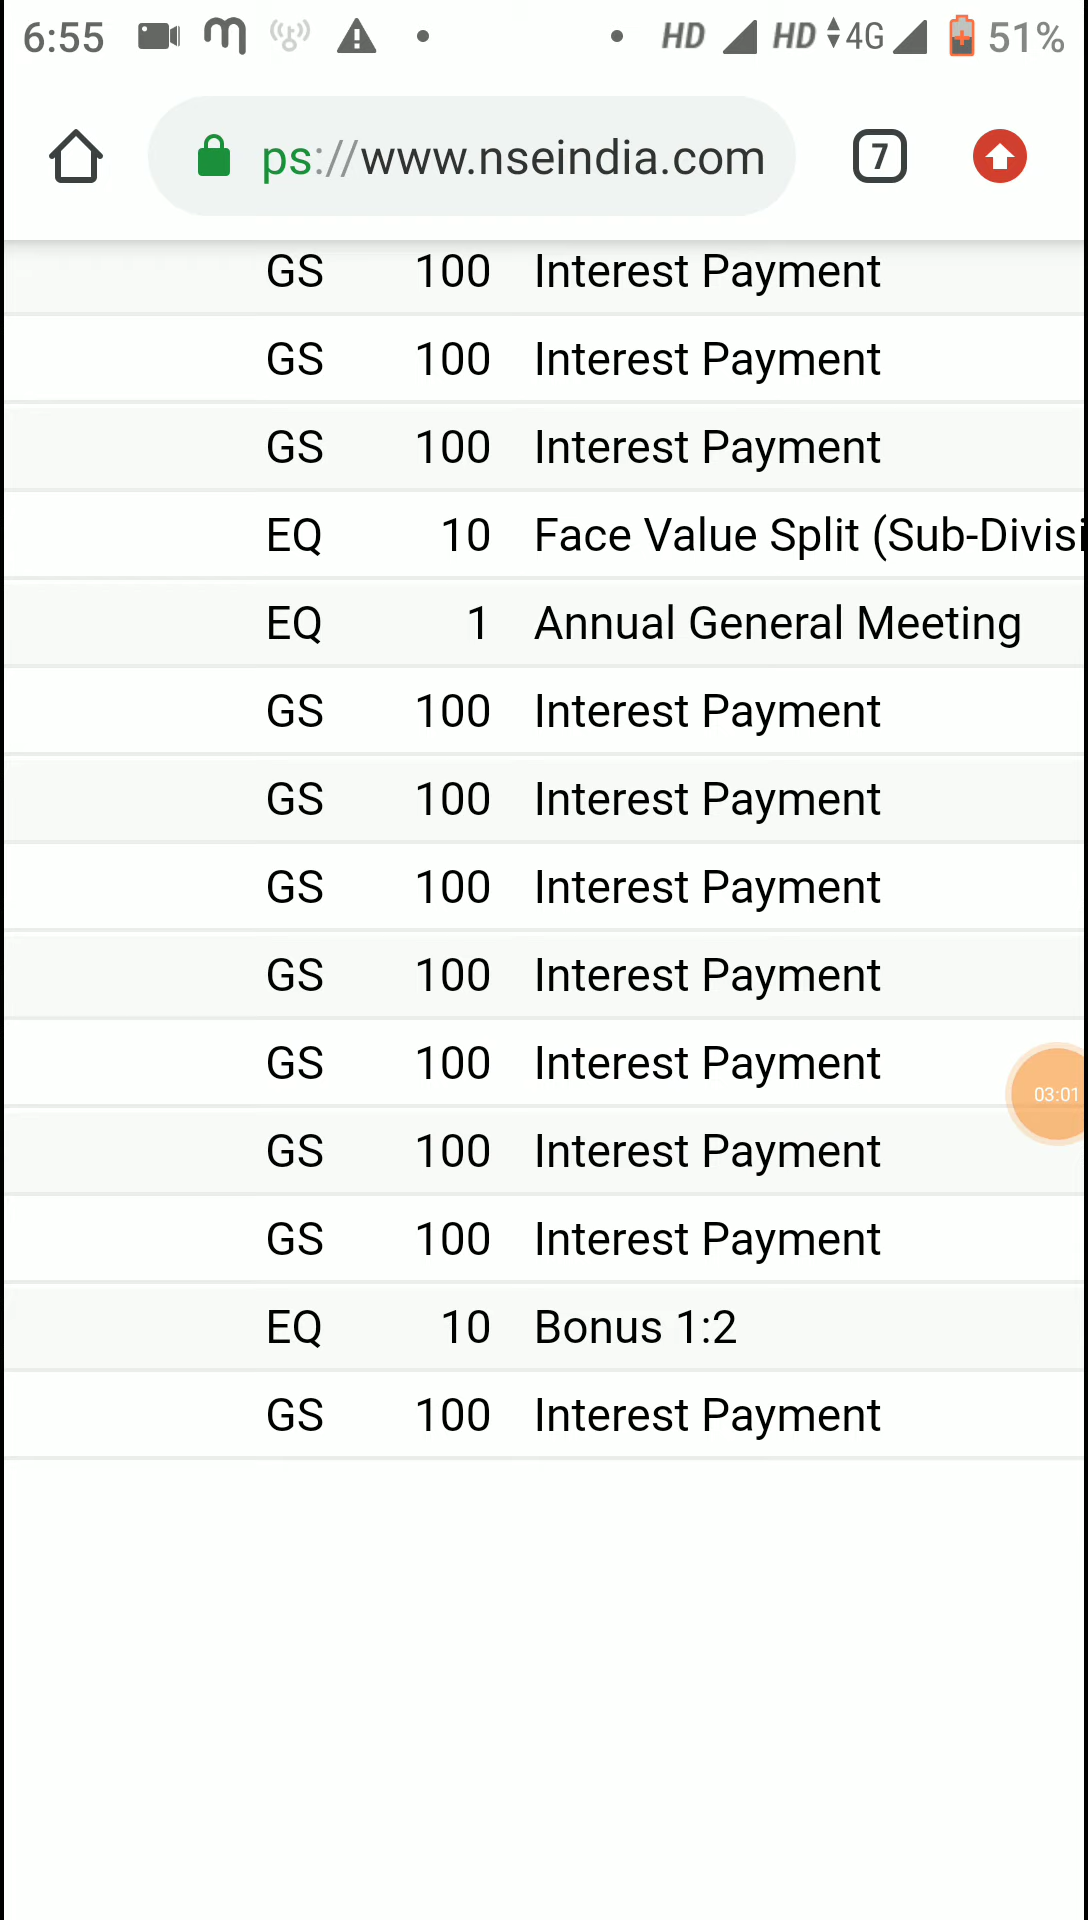 6:55 HD HD 4G 51%
ps://www.nseindia.com 7
GS 100 Interest Payment
GS 100 Interest Payment
GS 100 Interest Payment
EQ 10 Face Value Split (Sub-Divisi
EQ 1 Annual General Meeting
GS 100 Interest Payment
GS 100 Interest Payment
GS 100 Interest Payment
GS 100 Interest Payment
GS 100 Interest Payment
03:01
GS 100 Interest Payment
GS 100 Interest Payment
EQ 10 Bonus 1:2
GS 100 Interest Payment